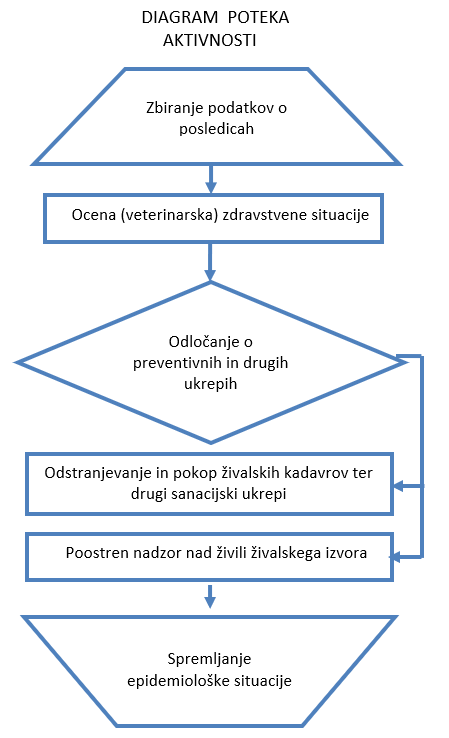 DIAGRAM POTEKA
AKTIVNOSTI
Zbiranje podatkov o
posledicah
Ocena (veterinarska) zdravstvene situacije
Odločanje o
preventivnih in drugih
ukrepih
Odstranjevanje in pokop živalskih kadavrov ter
drugi sanacijski ukrepi
Poostren nadzor nad živili živalskega izvora
Spremljanje
epidemiološke situacije